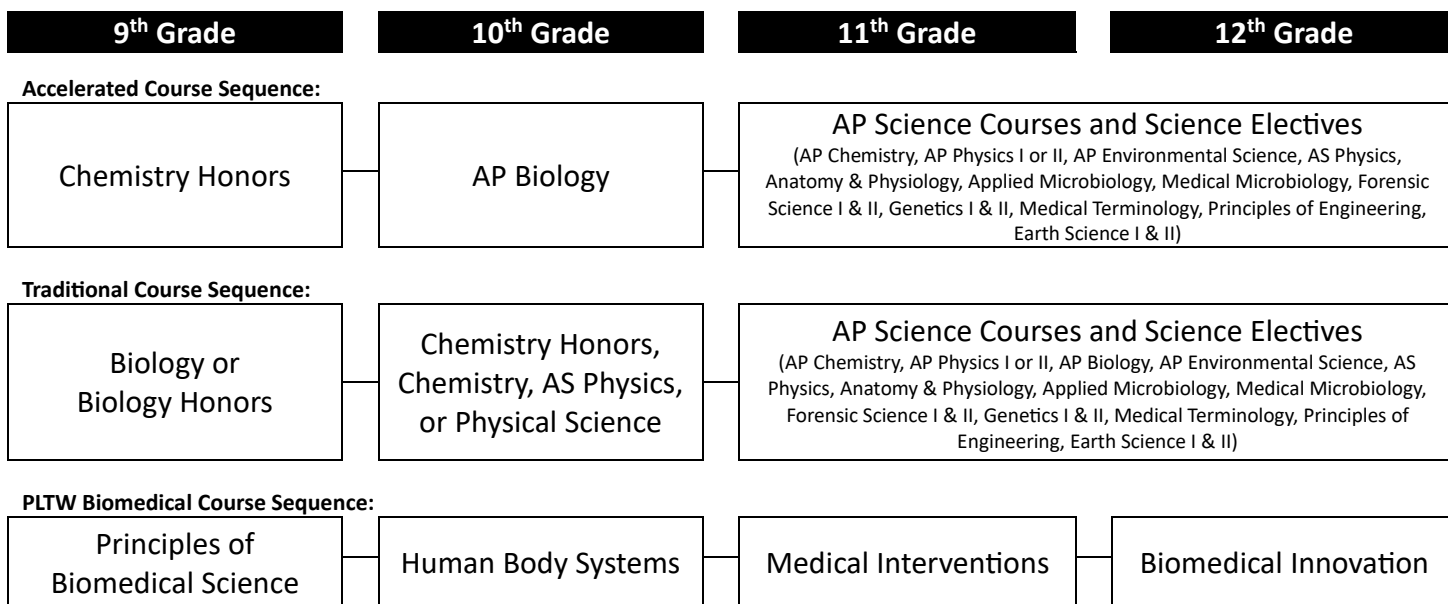 9th Grade
10th Grade
11th Grade
12th Grade
Accelerated Course Sequence:
Chemistry Honors
AP Biology
AP Science Courses and Science Electives
(AP Chemistry, AP Physics I or II, AP Environmental Science, AS Physics,
Anatomy & Physiology, Applied Microbiology, Medical Microbiology, Forensic
Science I & II, Genetics I & II, Medical Terminology, Principles of Engineering,
Earth Science I & II)
Traditional Course Sequence:
Biology or
Biology Honors
Chemistry Honors,
Chemistry, AS Physics,
or Physical Science
AP Science Courses and Science Electives
(AP Chemistry, AP Physics I or II, AP Biology, AP Environmental Science, AS
Physics, Anatomy & Physiology, Applied Microbiology, Medical Microbiology,
Forensic Science I & II, Genetics I & II, Medical Terminology, Principles of
Engineering, Earth Science I & II)
PLTW Biomedical Course Sequence:
Principles of
Biomedical Science
Human Body Systems
Medical Interventions
Biomedical Innovation